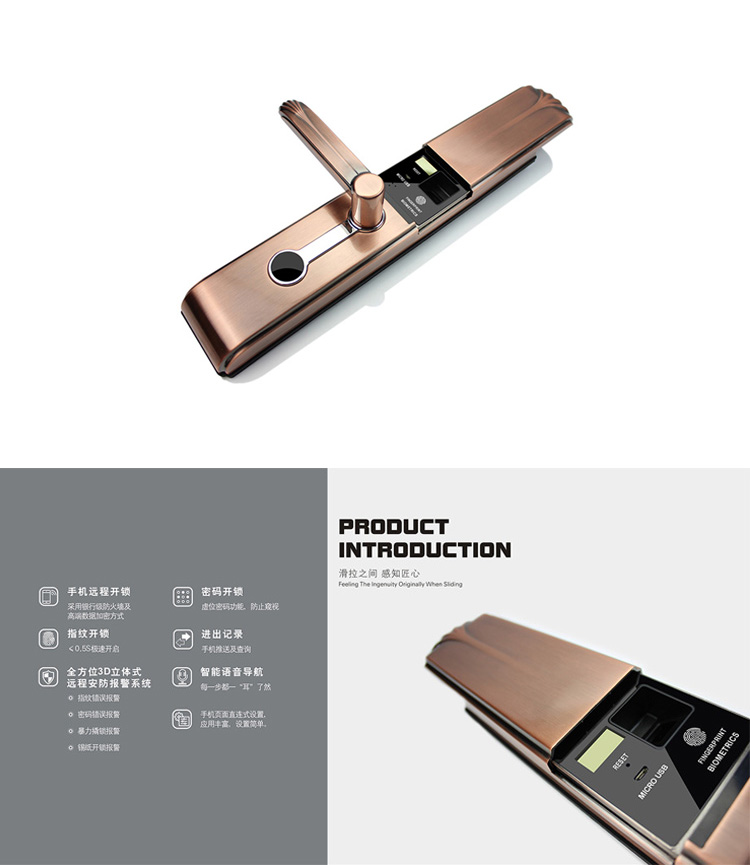 RESET
MICRO USB
FINGERPRINT
BIOMETRICS
PRODUCT
INTRODUCTION
滑拉之间 感知匠心
Feeling The Ingenuity Originally When Sliding
手机远程开锁
采用银行级防火墙及
高端数据加密方式
指纹开锁
≤0.5S极速开启
全方位3D立体式
远程安防报警系统
指纹错误报警
密码错误报警
暴力撬锁报警
锡纸开锁报警
密码开锁
虚位密码功能，防止窥视
进出记录
手机推送及查询
智能语音导航
每一步都一“耳”了然
手机页面直连式设置，
应用丰富，设置简单。
RESET
MICRO USB
FINGERPRINT
BIOMETRICS